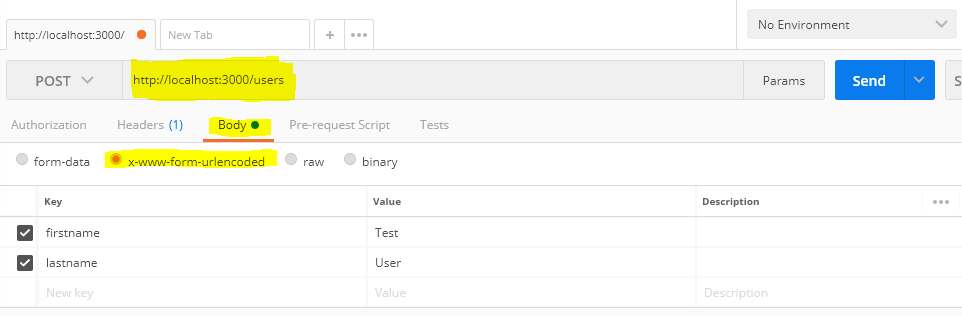 No Environment
http://localhost:3000/ New Tab + •••
POST http://localhost:3000/users Params Send S
Authorization Headers (1) Body Pre-request Script Tests
form-data x-www-form-urlencoded raw binary
Key Value Description •••
firstname Test
lastname User
New key Value Description